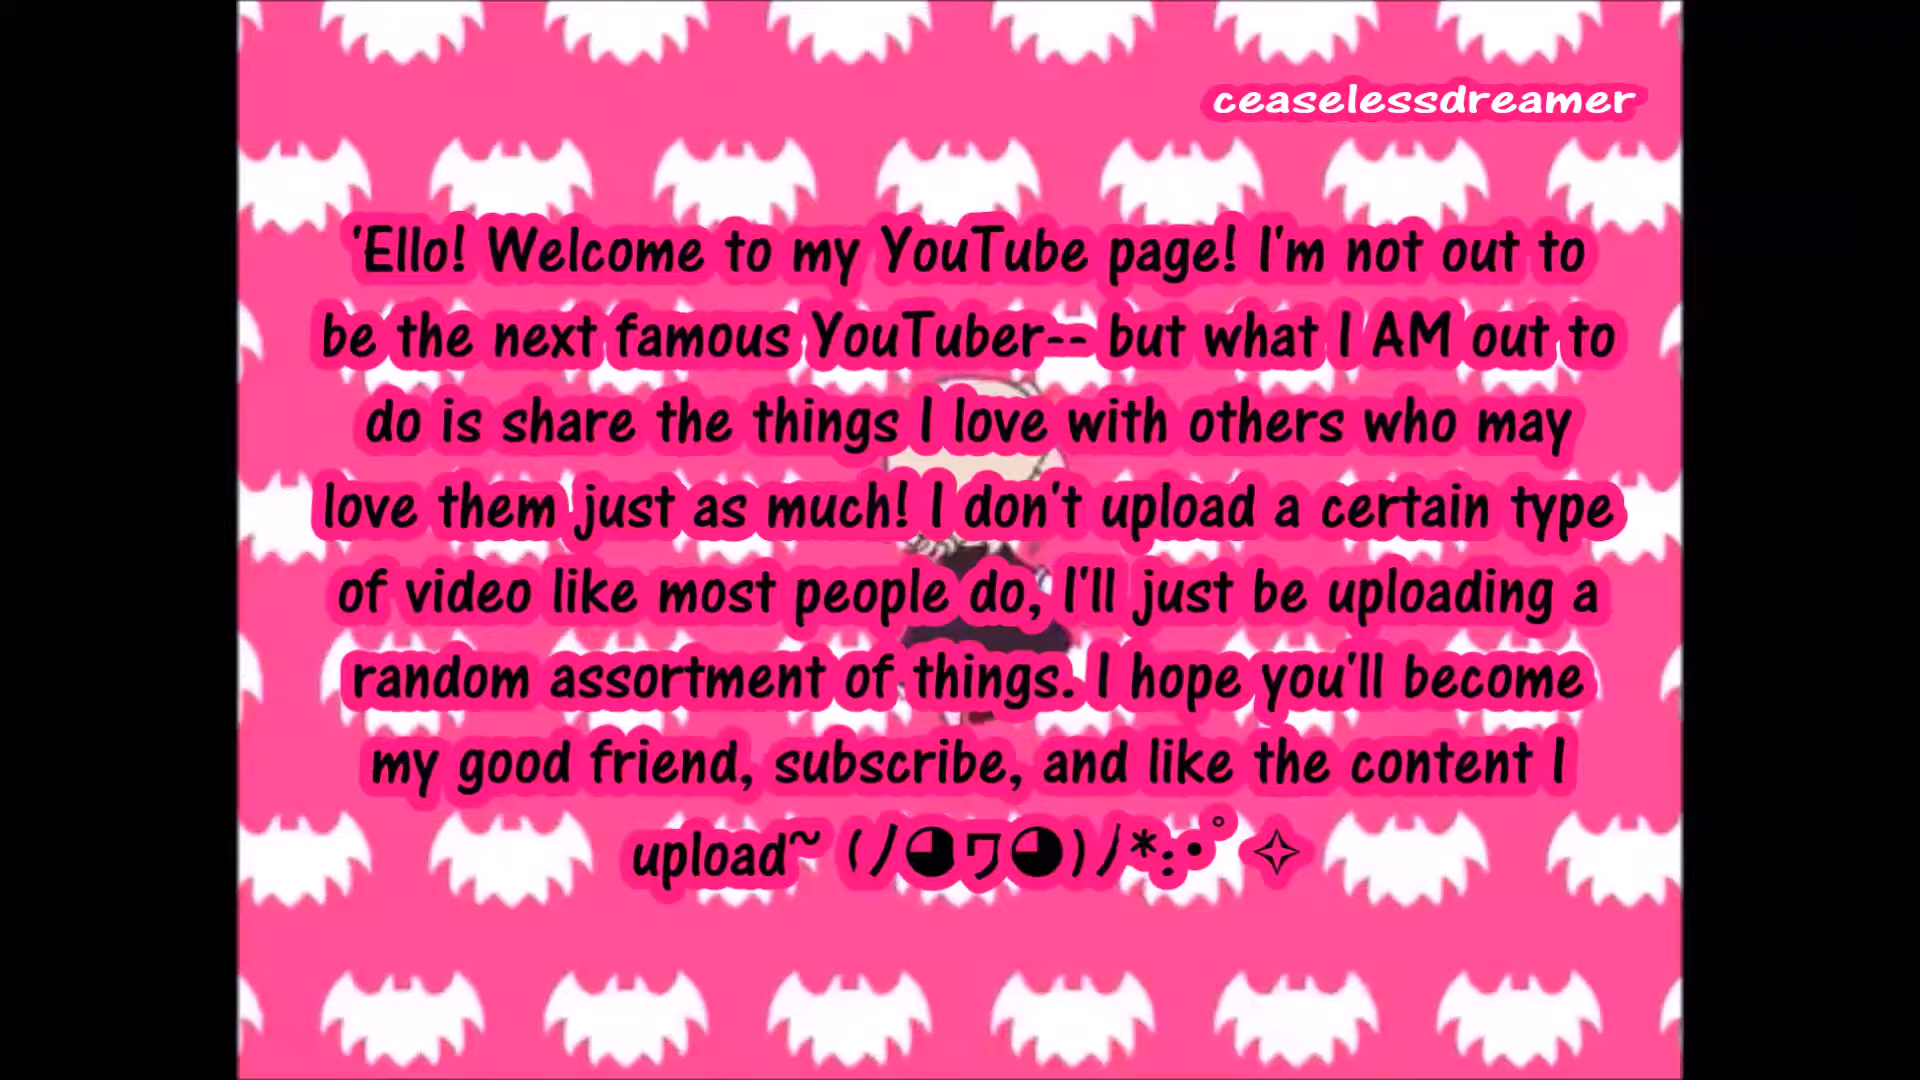 ceaselessdreamer
'Ello! Welcome to my YouTube page! I'm not out to
be the next famous YouTuber-- but what I AM out to
do is share the things I love with others who may
love them just as much! I don't upload a certain type
of video like most people do, I'll just be uploading a
random assortment of things. I hope you'll become
my good friend, subscribe, and like the content I
upload~ (ﾉ◕ヮ◕)ﾉ*:･ﾟ✧